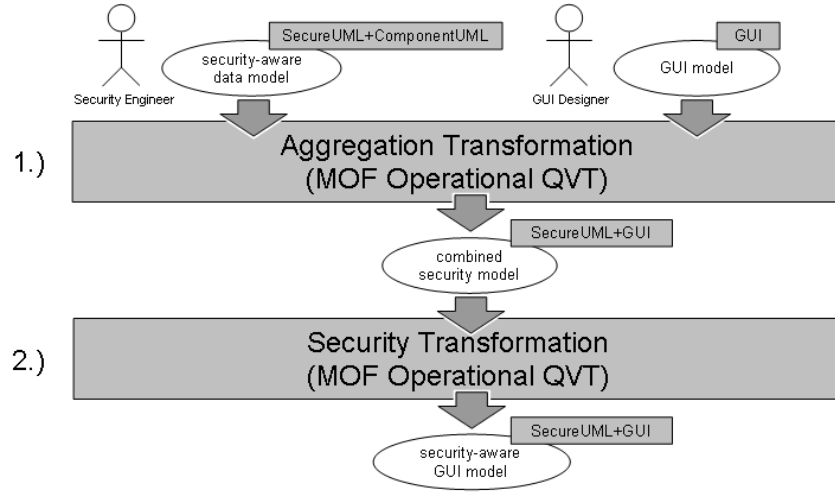 SecureUML+ComponentUML
security-aware
data model
Security Engineer
GUI
GUI model
GUI Designer
1.)
Aggregation Transformation
(MOF Operational QVT)
SecureUML+GUI
combined
security model
2.)
Security Transformation
(MOF Operational QVT)
SecureUML+GUI
security-aware
GUI model